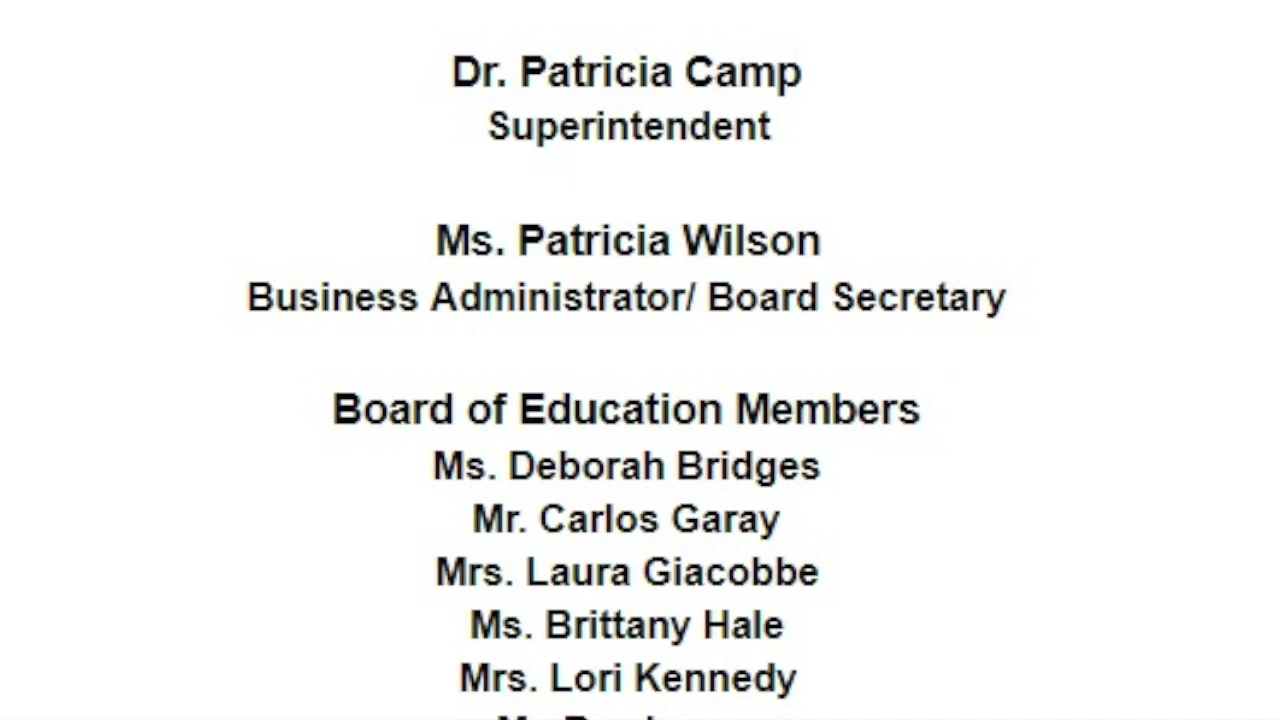 Dr. Patricia Camp
Superintendent
Ms. Patricia Wilson
Business Administrator/ Board Secretary
Board of Education Members
Ms. Deborah Bridges
Mr. Carlos Garay
Mrs. Laura Giacobbe
Ms. Brittany Hale
Mrs. Lori Kennedy